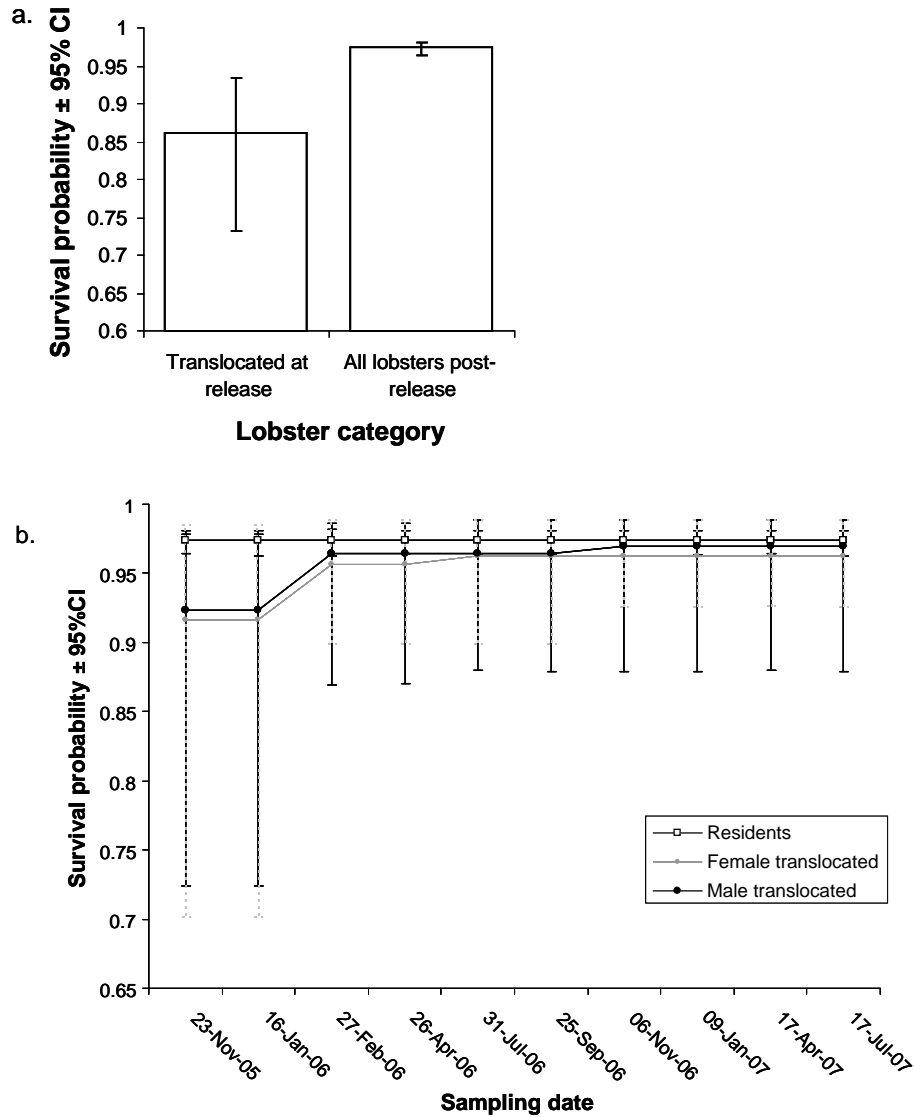 a.
Survival probability ± 95% CI
1
0.95
0.9
0.85
0.8
0.75
0.7
0.65
0.6
Translocated at
release
All lobsters post-
release
Lobster category
b.
Survival probability ± 95%CI
1
0.95
0.9
0.85
0.8
0.75
0.7
0.65
Residents
Female translocated
Male translocated
23-Nov-05
16-Jan-06
27-Feb-06
26-Apr-06
31-Jul-06
25-Sep-06
06-Nov-06
09-Jan-07
17-Apr-07
17-Jul-07
Sampling date